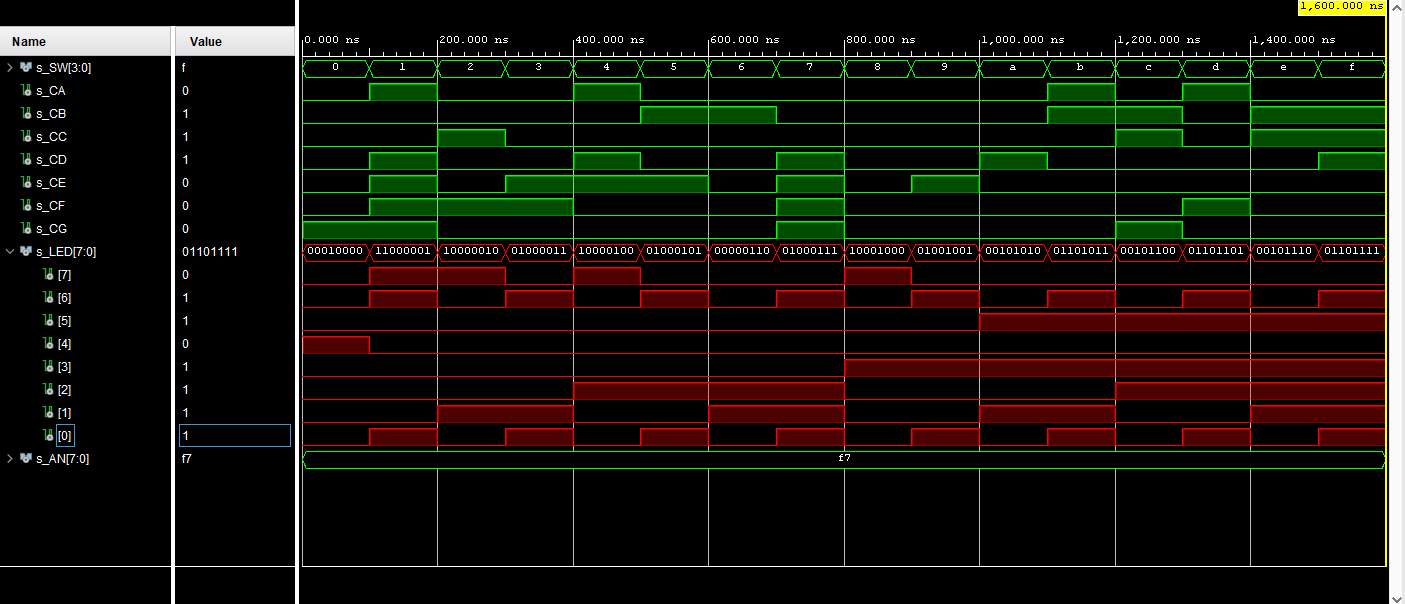 1,600.000 ns
Name Value 0.000 ns 200.000 ns 400.000 ns 600.000 ns 800.000 ns 1,000.000 ns 1,200.000 ns 1,400.000 ns
s_SW[3:0] f 0 1 2 3 4 5 6 7 8 9 a b c d e f
s_CA 0
s_CB 1
s_CC 1
s_CD 1
s_CE 0
s_CF 0
s_CG 0
s_LED[7:0] 01101111 00010000 11000001 10000010 01000011 10000100 01000101 00000110 01000111 10001000 01001001 00101010 01101011 00101100 01101101 00101110 01101111
[7] 0
[6] 1
[5] 1
[4] 0
[3] 1
[2] 1
[1] 1
[0] 1
s_AN[7:0] f7 f7